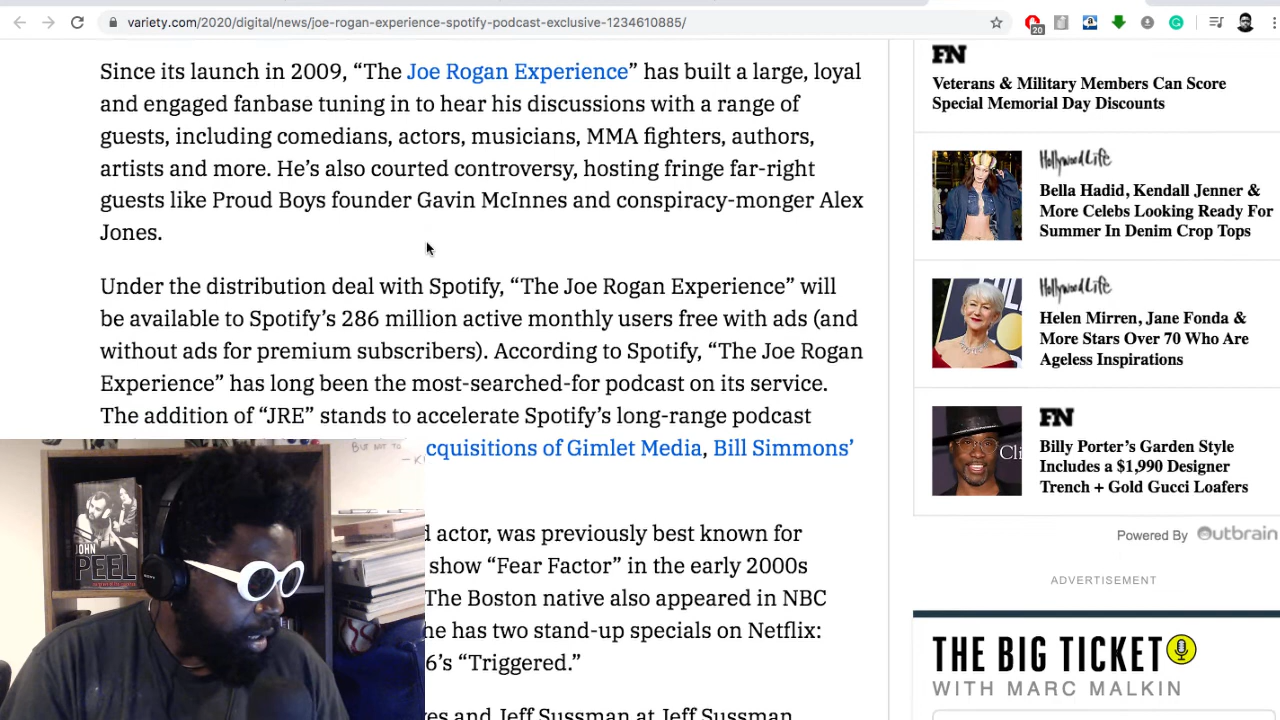 variety.com/2020/digital/news/joe-rogan-experience-spotify-podcast-exclusive-1234610885/
20
Since its launch in 2009, “The Joe Rogan Experience” has built a large, loyal
and engaged fanbase tuning in to hear his discussions with a range of
guests, including comedians, actors, musicians, MMA fighters, authors,
artists and more. He’s also courted controversy, hosting fringe far-right
guests like Proud Boys founder Gavin McInnes and conspiracy-monger Alex
Jones.
Under the distribution deal with Spotify, “The Joe Rogan Experience” will
be available to Spotify’s 286 million active monthly users free with ads (and
without ads for premium subscribers). According to Spotify, “The Joe Rogan
Experience” has long been the most-searched-for podcast on its service.
The addition of “JRE” stands to accelerate Spotify’s long-range podcast
cquisitions of Gimlet Media, Bill Simmons’
d actor, was previously best known for
show “Fear Factor” in the early 2000s
The Boston native also appeared in NBC
he has two stand-up specials on Netflix:
6’s “Triggered.”
ves and Jeff Sussman at Jeff Sussman
BUT NOT TO
JOHN
PEEL
SONY
FN
Veterans & Military Members Can Score
Special Memorial Day Discounts
HollywoodLife
Bella Hadid, Kendall Jenner &
More Celebs Looking Ready For
Summer In Denim Crop Tops
HollywoodLife
Helen Mirren, Jane Fonda &
More Stars Over 70 Who Are
Ageless Inspirations
Cli
FN
Billy Porter’s Garden Style
Includes a $1,990 Designer
Trench + Gold Gucci Loafers
Powered By Outbrain
ADVERTISEMENT
THE BIG TICKET
WITH MARC MALKIN